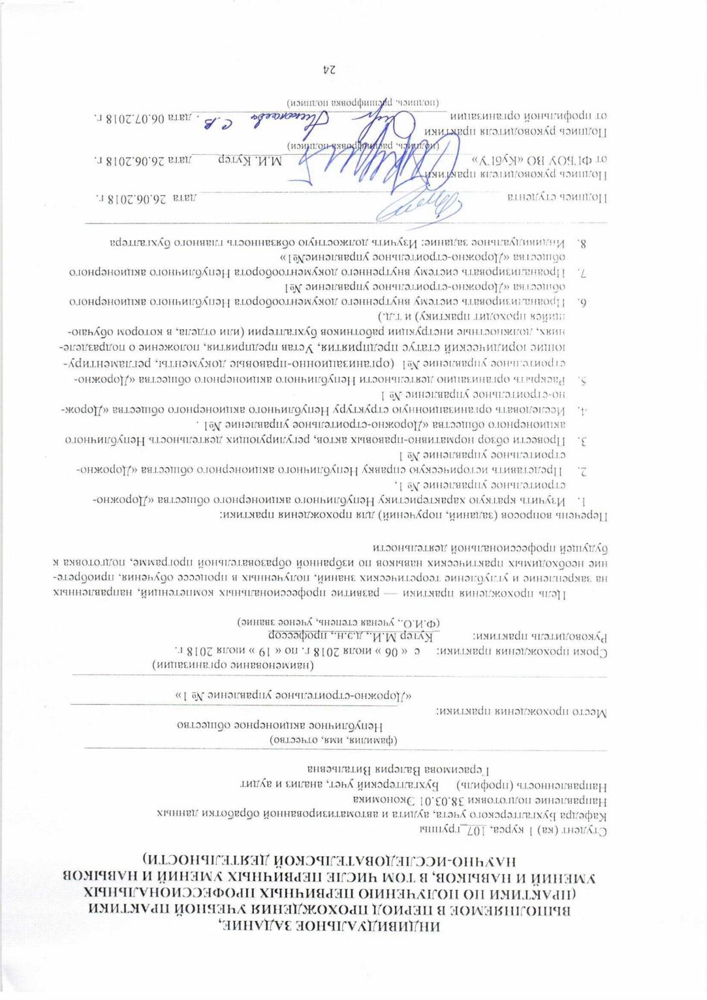 ИНДИВИДУАЛЬНОЕ ЗАДАНИЕ,
ВЫПОЛНЯЕМОЕ В ПЕРИОД ПРОХОЖДЕНИЯ УЧЕБНОЙ ПРАКТИКИ
(ПРАКТИКИ ПО ПОЛУЧЕНИЮ ПЕРВИЧНЫХ ПРОФЕССИОНАЛЬНЫХ
УМЕНИЙ И НАВЫКОВ, В ТОМ ЧИСЛЕ ПЕРВИЧНЫХ УМЕНИЙ И НАВЫКОВ
НАУЧНО-ИССЛЕДОВАТЕЛЬСКОЙ ДЕЯТЕЛЬНОСТИ)
Студент (ка) 1 курса, 107_группы
Кафедра Бухгалтерского учета, аудита и автоматизированной обработки данных
Направление подготовки 38.03.01 Экономика
Направленность (профиль) Бухгалтерский учет, анализ и аудит
Герасимова Валерия Витальевна
(фамилия, имя, отчество)
Непубличное акционерное общество
Место прохождения практики:
«Дорожно-строительное управление № 1»
(наименование организации)
Сроки прохождения практики: с « 06 » июля 2018 г. по « 19 » июля 2018 г.
Руководитель практики: Кутер М.И., д.э.н., профессор
(Ф.И.О., ученая степень, ученое звание)
Цель прохождения практики — развитие профессиональных компетенций, направленных
на закрепление и углубление теоретических знаний, полученных в процессе обучения, приобрете-
ние необходимых практических навыков по избранной образовательной программе, подготовка к
будущей профессиональной деятельности
Перечень вопросов (заданий, поручений) для прохождения практики:
1. Изучить краткую характеристику Непубличного акционерного общества «Дорожно-
строительное управление № 1.
2. Представить историческую справку Непубличного акционерного общества «Дорожно-
строительное управление № 1
3. Провести обзор нормативно-правовых актов, регулирующих деятельность Непубличного
акционерного общества «Дорожно-строительное управление №1 .
4. Исследовать организационную структуру Непубличного акционерного общества «Дорож-
но-строительное управление № 1
5. Раскрыть организацию деятельности Непубличного акционерного общества «Дорожно-
строительное управление №1 (организационно-правовые документы, регламентиру-
ющие юридический статус предприятия, Устав предприятия, положение о подразделе-
ниях, должностные инструкции работников бухгалтерии (или отдела, в котором обучаю-
щийся проходит практику) и т.д.)
6. Проанализировать систему внутреннего документооборота Непубличного акционерного
общества «Дорожно-строительное управление №1
7. Проанализировать систему внутреннего документооборота Непубличного акционерного
общества «Дорожно-строительное управление№1»
8. Индивидуальное задание: Изучить должностную обязанность главного бухгалтера
Подпись студента дата 26.06.2018 г.
Подпись руководителя практики
от ФГБОУ ВО «КубГУ» М.И. Кутер дата 26.06.2018 г.
(подпись, расшифровка подписи)
Подпись руководителя практики
от профильной организации С.В . дата 06.07.2018 г.
(подпись, расшифровка подписи)
24